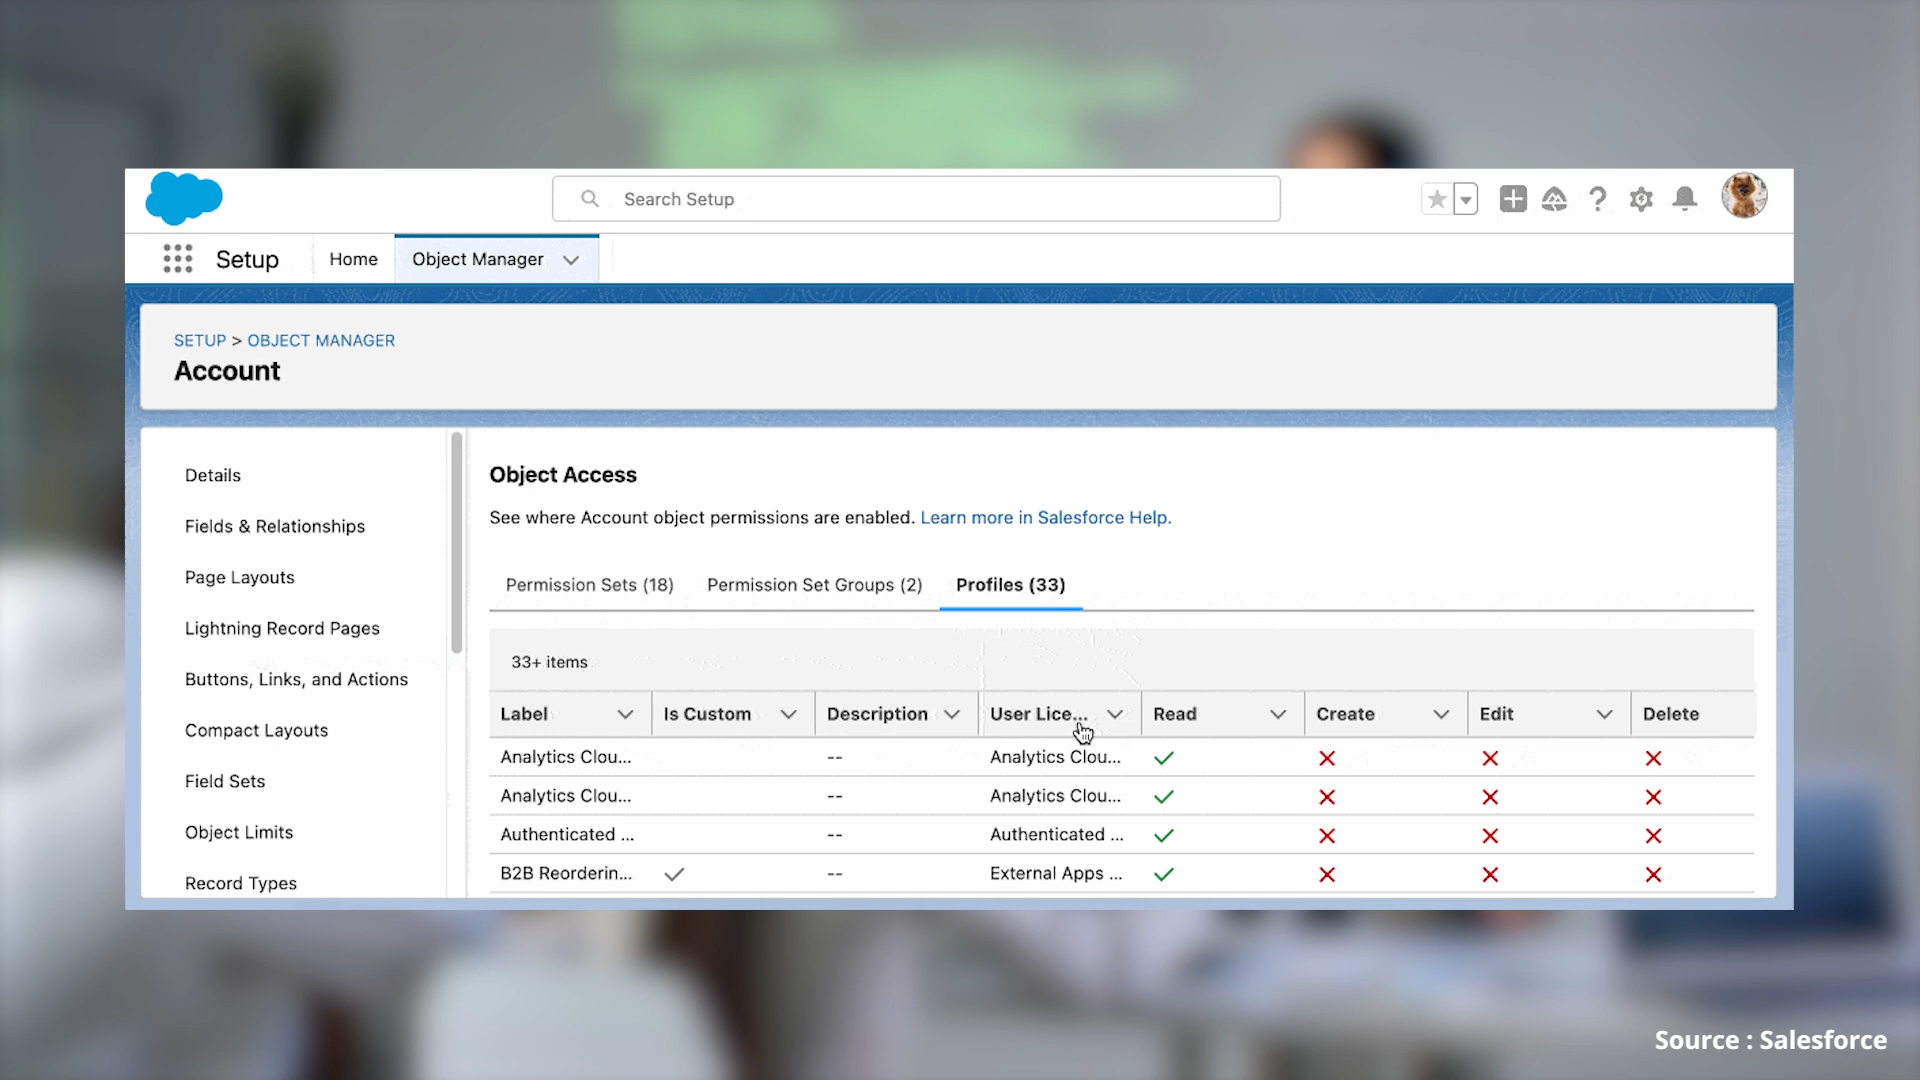 Search Setup
Setup
Home
Object Manager
SETUP > OBJECT MANAGER
Account
Details
Fields & Relationships
Page Layouts
Lightning Record Pages
Buttons, Links, and Actions
Compact Layouts
Field Sets
Object Limits
Record Types
Object Access
See where Account object permissions are enabled. Learn more in Salesforce Help.
Permission Sets (18) Permission Set Groups (2) Profiles (33)
33+ items
Label Is Custom Description User Lice... Read Create Edit Delete
Analytics Clou... -- Analytics Clou...
Analytics Clou... -- Analytics Clou...
Authenticated ... -- Authenticated ...
B2B Reorderin... -- External Apps ...
Source : Salesforce